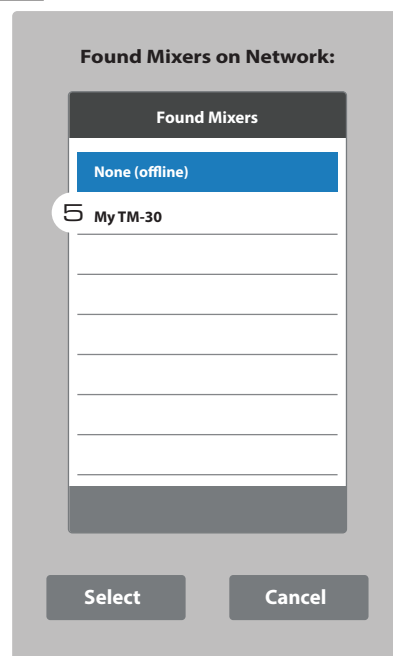 Found Mixers on Network:
Found Mixers
None (offline)
5 My TM-30
Select Cancel